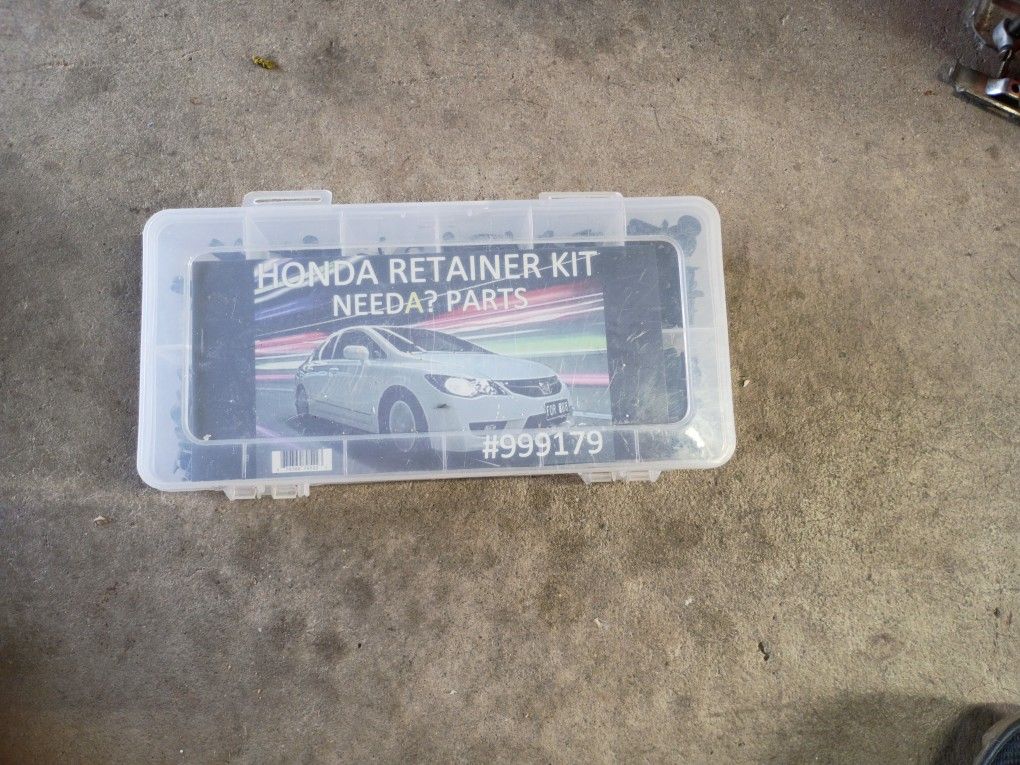 HONDA RETAINER KIT
NEEDA? PARTS
#999179